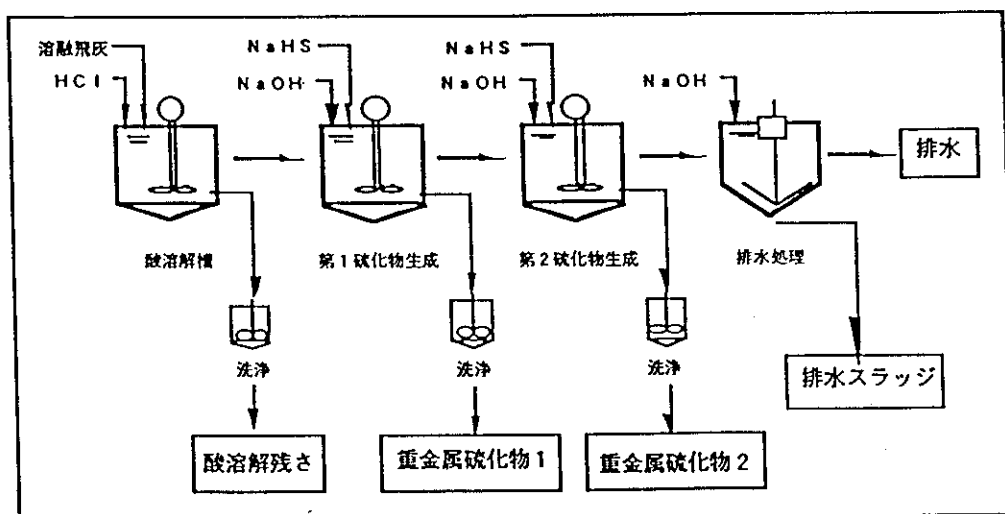 溶融飛灰
HCl
NaHS
NaOH
NaHS
NaOH
NaOH
排水
酸溶解槽
第1硫化物生成
第2硫化物生成
排水処理
洗浄
洗浄
洗浄
排水スラッジ
酸溶解残さ
重金属硫化物1
重金属硫化物2